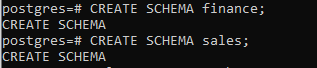 postgres=# CREATE SCHEMA finance;
CREATE SCHEMA
postgres=# CREATE SCHEMA sales;
CREATE SCHEMA